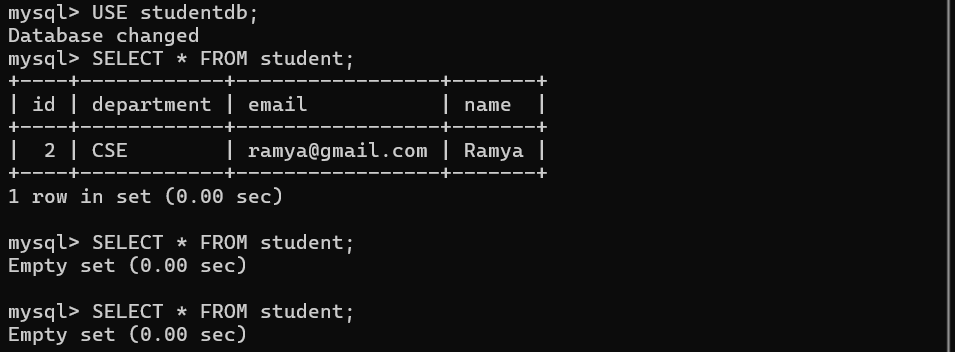 mysql> USE studentdb;
Database changed
mysql> SELECT * FROM student;
+----+------------+-----------------+-------+
| id | department | email           | name  |
+----+------------+-----------------+-------+
|  2 | CSE        | ramya@gmail.com | Ramya |
+----+------------+-----------------+-------+
1 row in set (0.00 sec)

mysql> SELECT * FROM student;
Empty set (0.00 sec)

mysql> SELECT * FROM student;
Empty set (0.00 sec)